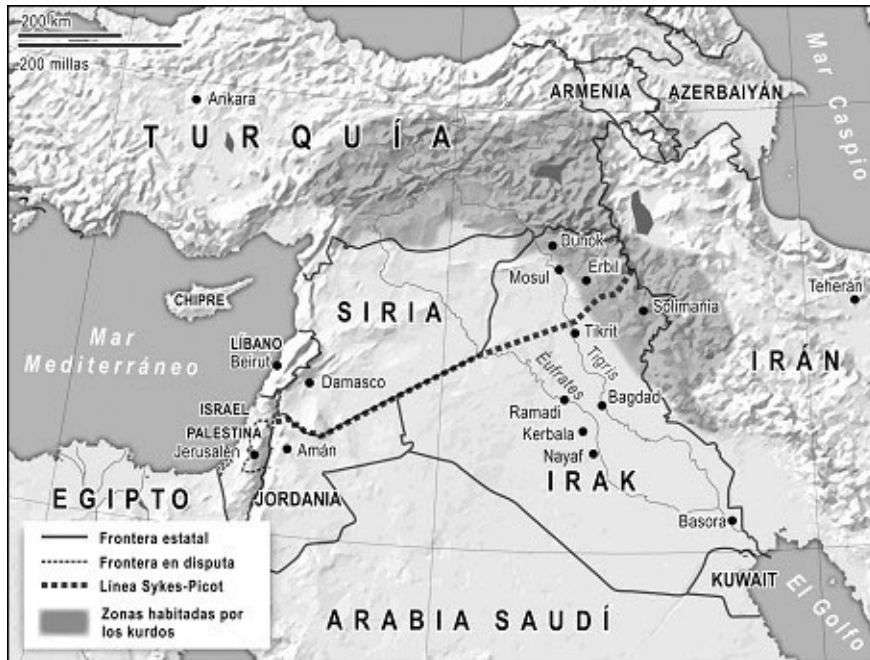 200 km
200 millas
Mar Caspio
ARMENIA
AZERBAIYÁN
Ankara
TURQUÍA
Dunok
Mosul
Erbil
Teherán
CHIPRE
SIRIA
Solimania
Tikrit
Mar
Mediterráneo
LÍBANO
Beirut
IRÁN
Damasco
Éufrates
Tigris
ISRAEL
Ramadi
Bagdad
PALESTINA
Kerbala
Jerusalén
Amán
Nayaf
EGIPTO
JORDANIA
IRAK
Basora
Frontera estatal
Frontera en disputa
Línea Sykes-Picot
Zonas habitadas por
los kurdos
KUWAIT
ARABIA SAUDÍ
El Golfo